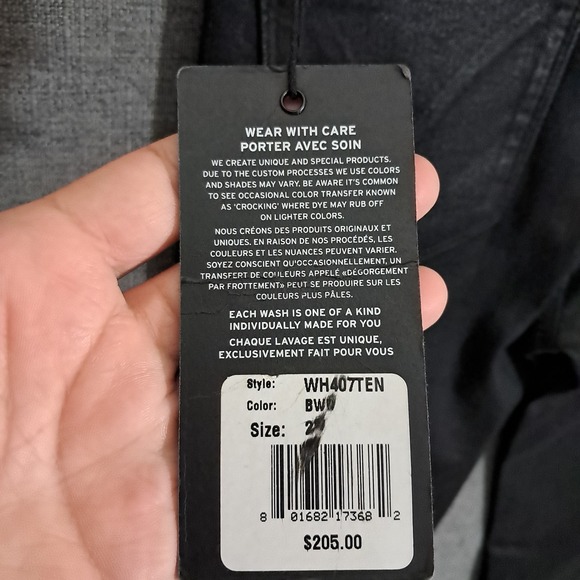 WEAR WITH CARE
PORTER AVEC SOIN
WE CREATE UNIQUE AND SPECIAL PRODUCTS.
DUE TO THE CUSTOM PROCESSES WE USE COLORS
AND SHADES MAY VARY. BE AWARE IT'S COMMON
TO SEE OCCASIONAL COLOR TRANSFER KNOWN
AS 'CROCKING' WHERE DYE MAY RUB OFF
ON LIGHTER COLORS.
NOUS CRÉONS DES PRODUITS ORIGINAUX ET
UNIQUES. EN RAISON DE NOS PROCÉDÉS, LES
COULEURS ET LES NUANCES PEUVENT VARIER.
SOYEZ CONSCIENT QU'OCCASIONNELLEMENT, UN
TRANSFERT DE COULEURS APPELÉ «DÉGORGEMENT
PAR FROTTEMENT» PEUT SE PRODUIRE SUR LES
COULEURS PLUS PÂLES.
EACH WASH IS ONE OF A KIND
INDIVIDUALLY MADE FOR YOU
CHAQUE LAVAGE EST UNIQUE,
EXCLUSIVEMENT FAIT POUR VOUS
Style: WH407TEN
Color:
Size:
8 01682 17368 2
$205.00